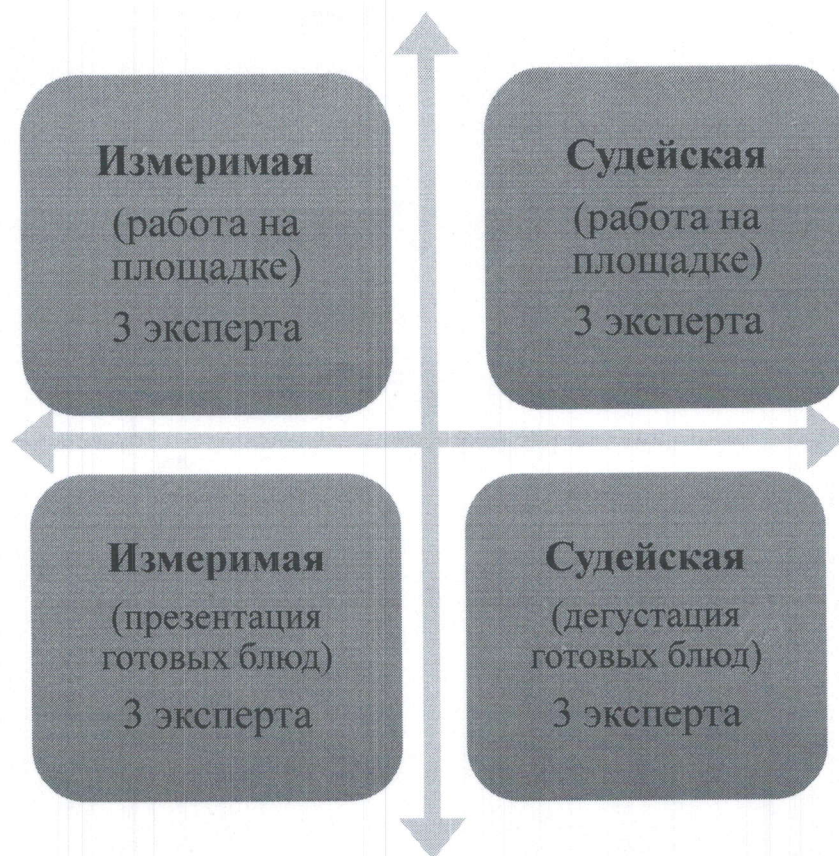 Измеримая
(работа на
площадке)
3 эксперта
Судейская
(работа на
площадке)
3 эксперта
Измеримая
(презентация
готовых блюд)
3 эксперта
Судейская
(дегустация
готовых блюд)
3 эксперта